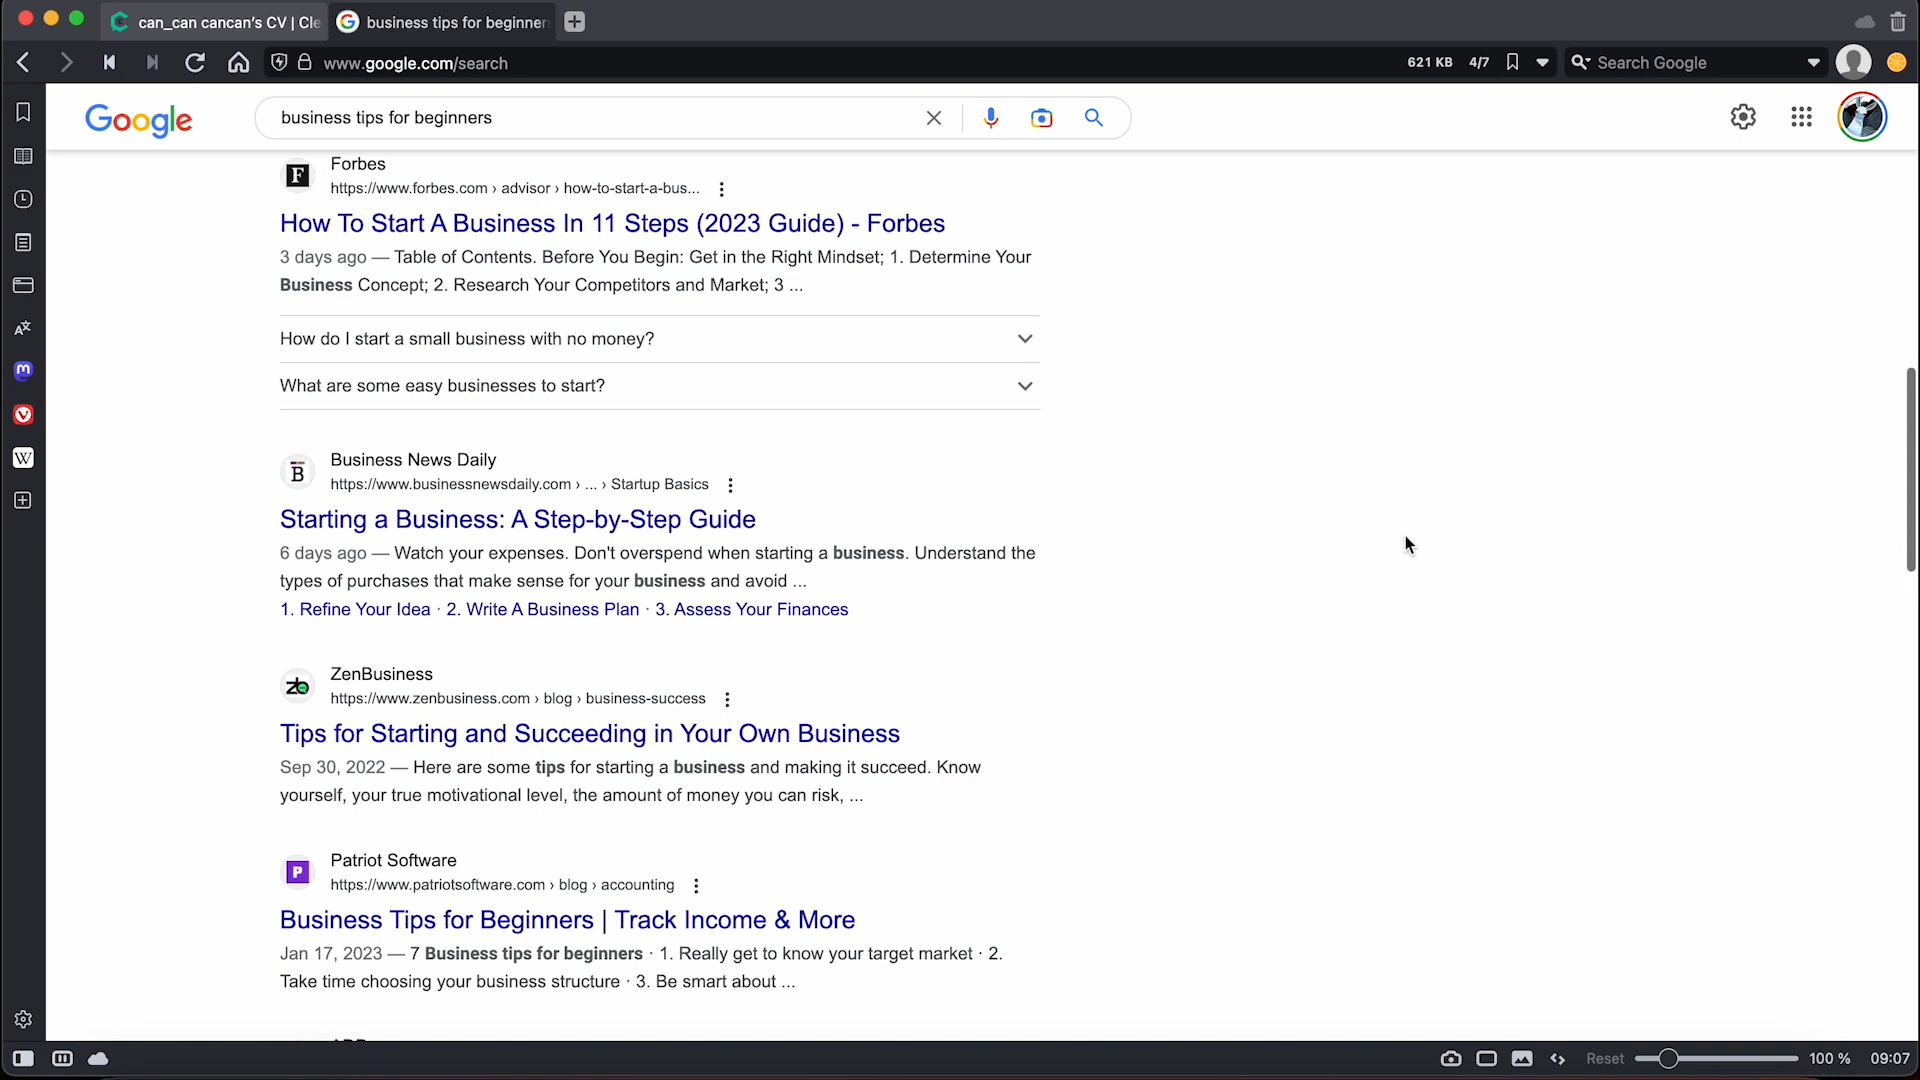 can_can cancan's CV | Cle
business tips for beginners
www.google.com/search
621 KB
4/7
Search Google
Google
business tips for beginners
F
Forbes
https://www.forbes.com › advisor › how-to-start-a-bus...
How To Start A Business In 11 Steps (2023 Guide) - Forbes
3 days ago — Table of Contents. Before You Begin: Get in the Right Mindset; 1. Determine Your
Business Concept; 2. Research Your Competitors and Market; 3 ...
How do I start a small business with no money?
What are some easy businesses to start?
B
Business News Daily
https://www.businessnewsdaily.com › ... › Startup Basics
Starting a Business: A Step-by-Step Guide
6 days ago — Watch your expenses. Don't overspend when starting a business. Understand the
types of purchases that make sense for your business and avoid ...
1. Refine Your Idea · 2. Write A Business Plan · 3. Assess Your Finances
ZenBusiness
https://www.zenbusiness.com › blog › business-success
Tips for Starting and Succeeding in Your Own Business
Sep 30, 2022 — Here are some tips for starting a business and making it succeed. Know
yourself, your true motivational level, the amount of money you can risk, ...
P
Patriot Software
https://www.patriotsoftware.com › blog › accounting
Business Tips for Beginners | Track Income & More
Jan 17, 2023 — 7 Business tips for beginners · 1. Really get to know your target market · 2.
Take time choosing your business structure · 3. Be smart about ...
Reset
100 %
09:07